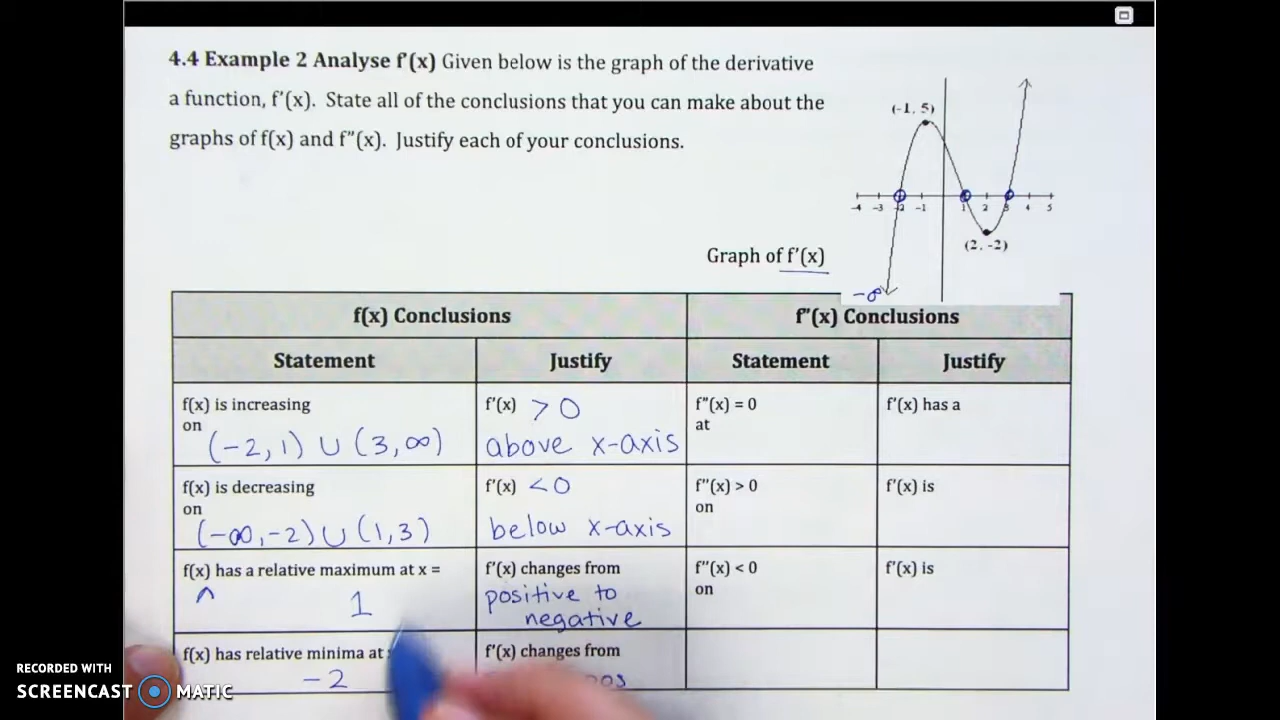 4.4 Example 2 Analyse f'(x) Given below is the graph of the derivative
a function, f'(x). State all of the conclusions that you can make about the
graphs of f(x) and f"(x). Justify each of your conclusions.
(-1, 5)
-4 -3 -2 -1 1 2 3 4 5
(2, -2)
Graph of f'(x)
-∞
f(x) Conclusions f"(x) Conclusions
Statement Justify Statement Justify
f(x) is increasing
on
(-2, 1) ∪ (3, ∞)
f'(x) > 0
above x-axis
f"(x) = 0
at
f'(x) has a
f(x) is decreasing
on
(-∞, -2) ∪ (1, 3)
f'(x) < 0
below x-axis
f"(x) > 0
on
f'(x) is
f(x) has a relative maximum at x =
1
f'(x) changes from
positive to
negative
f"(x) < 0
on
f'(x) is
f(x) has relative minima at
-2
f'(x) changes from
RECORDED WITH
SCREENCAST MATIC